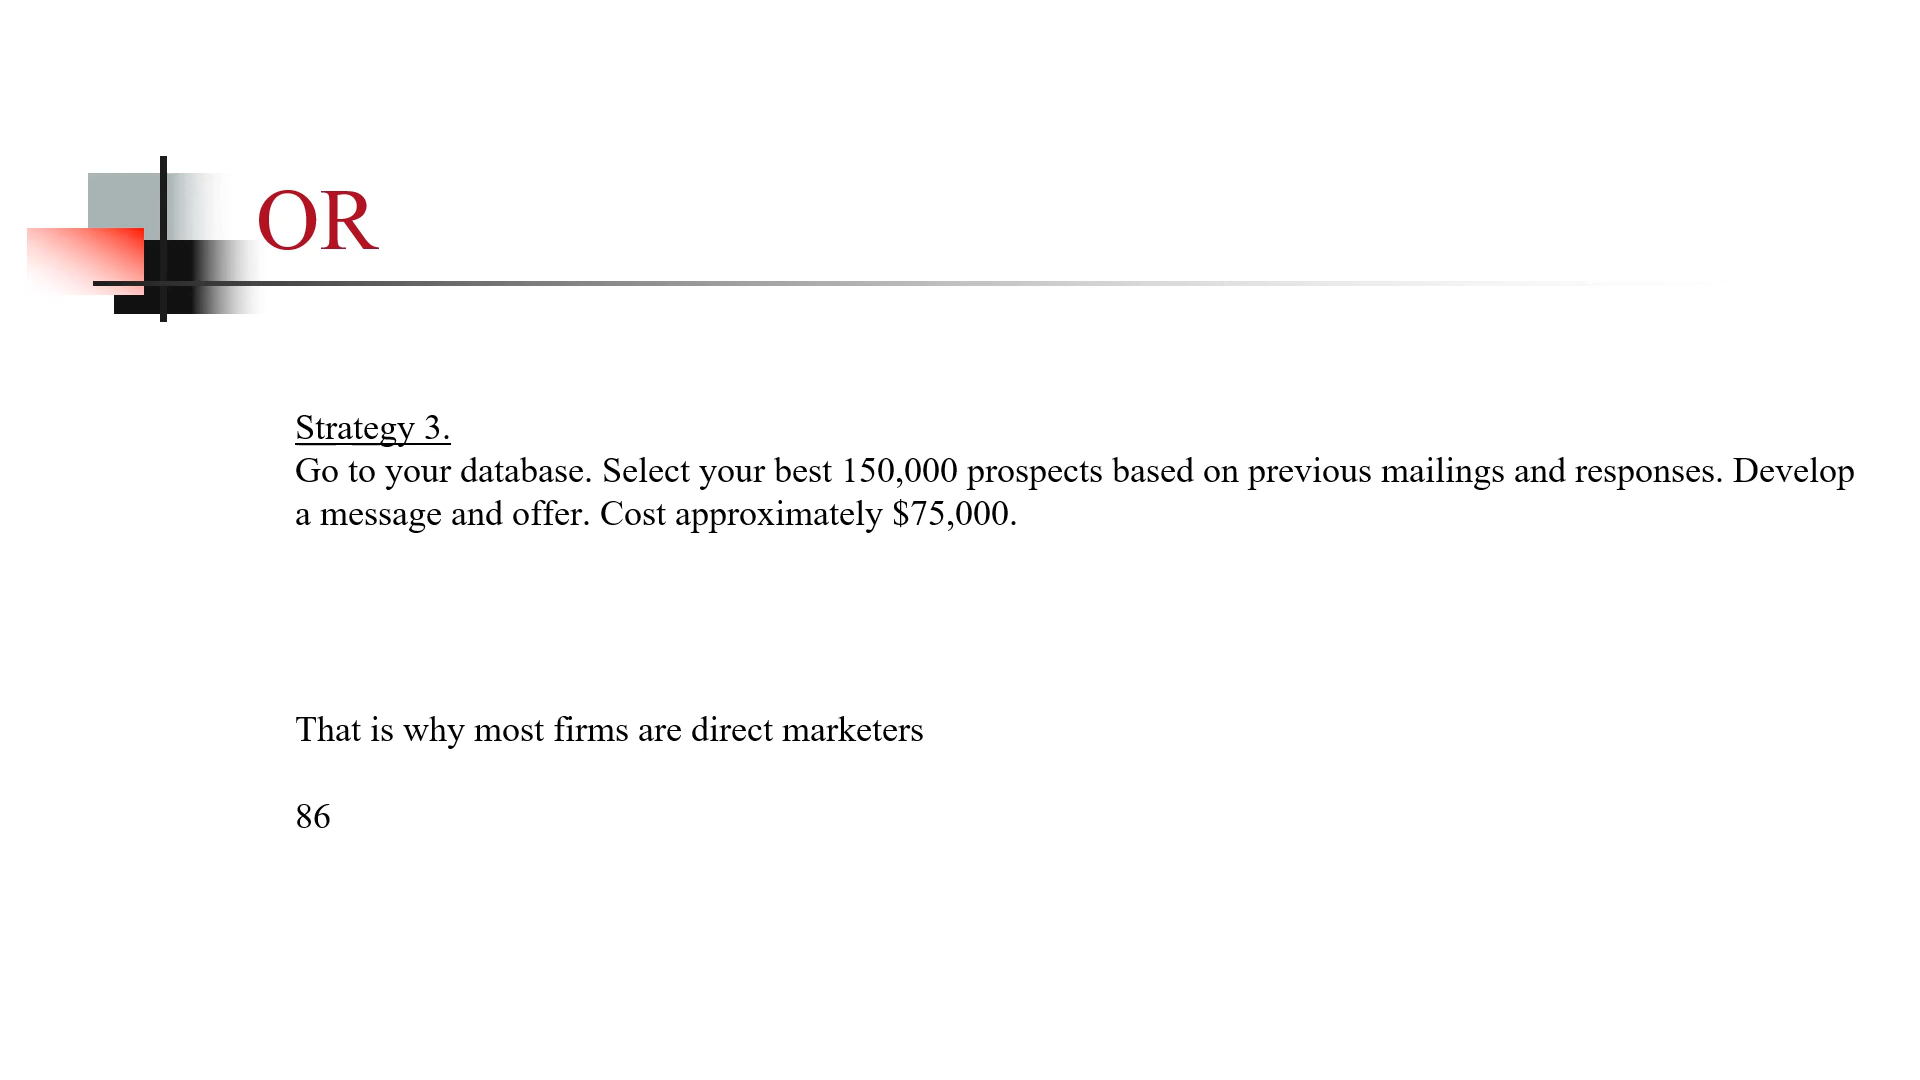 OR
Strategy 3.
Go to your database. Select your best 150,000 prospects based on previous mailings and responses. Develop
a message and offer. Cost approximately $75,000.
That is why most firms are direct marketers
86